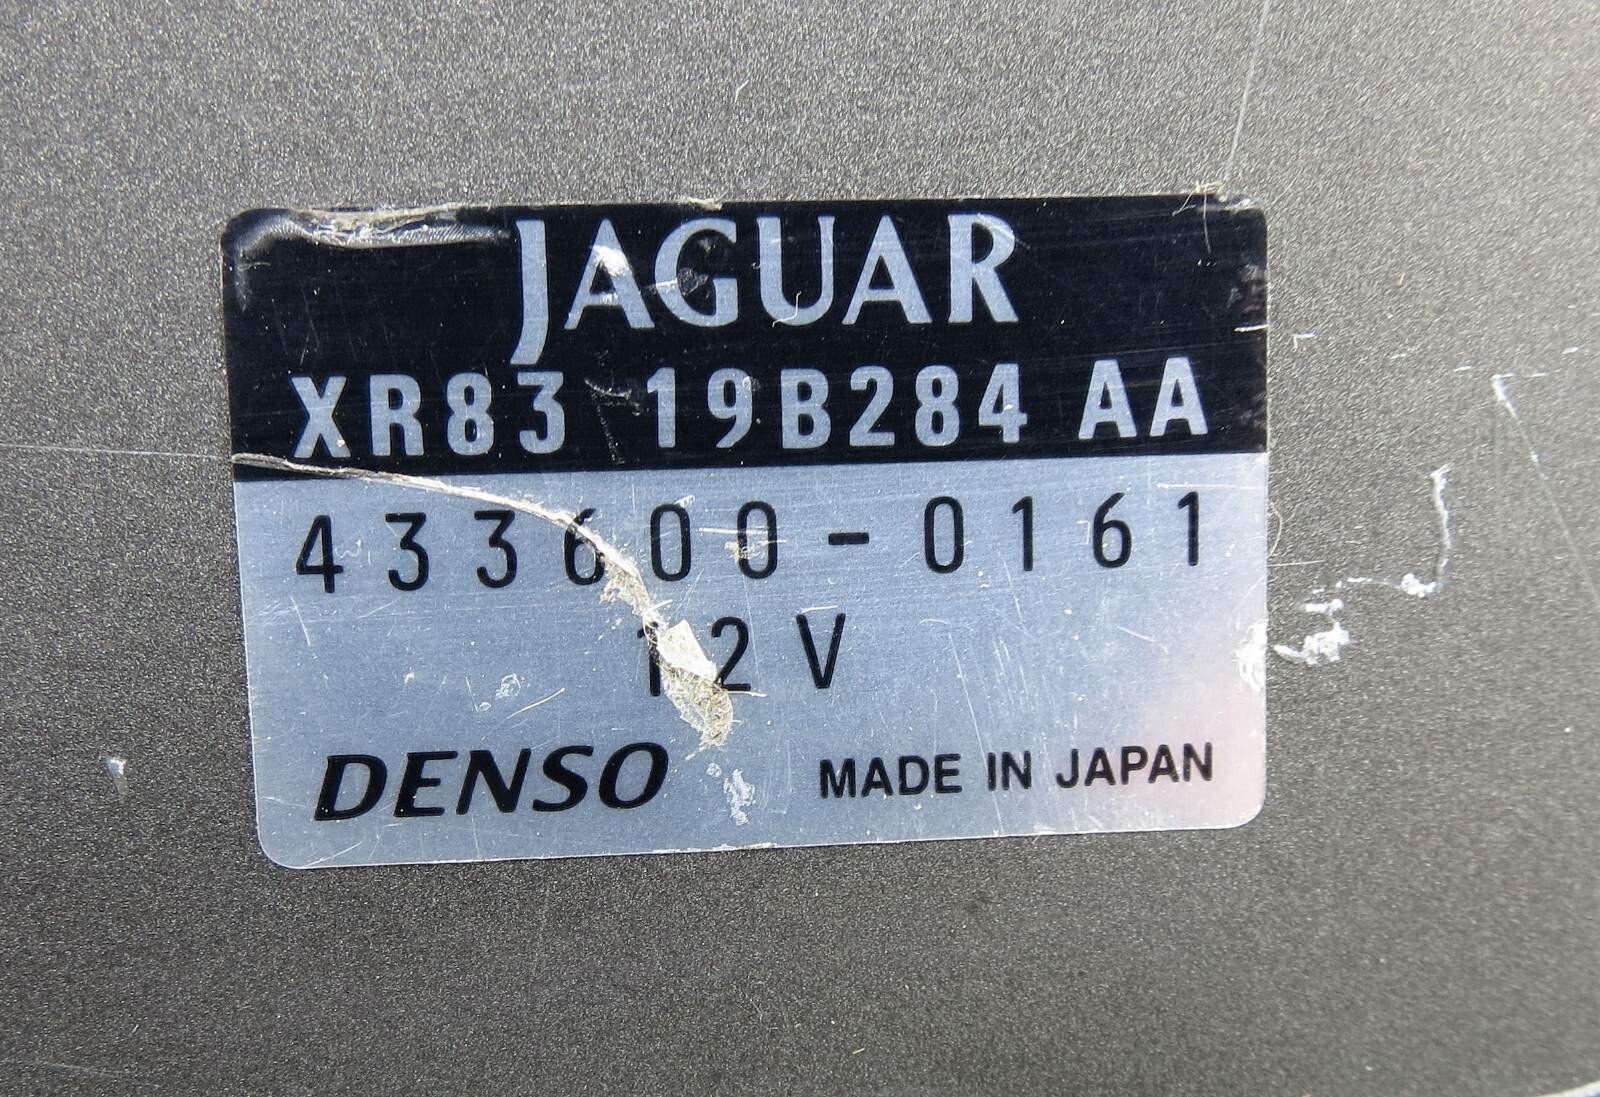 JAGUAR
XR83 19B284 AA
433600-0161
12V
DENSO MADE IN JAPAN